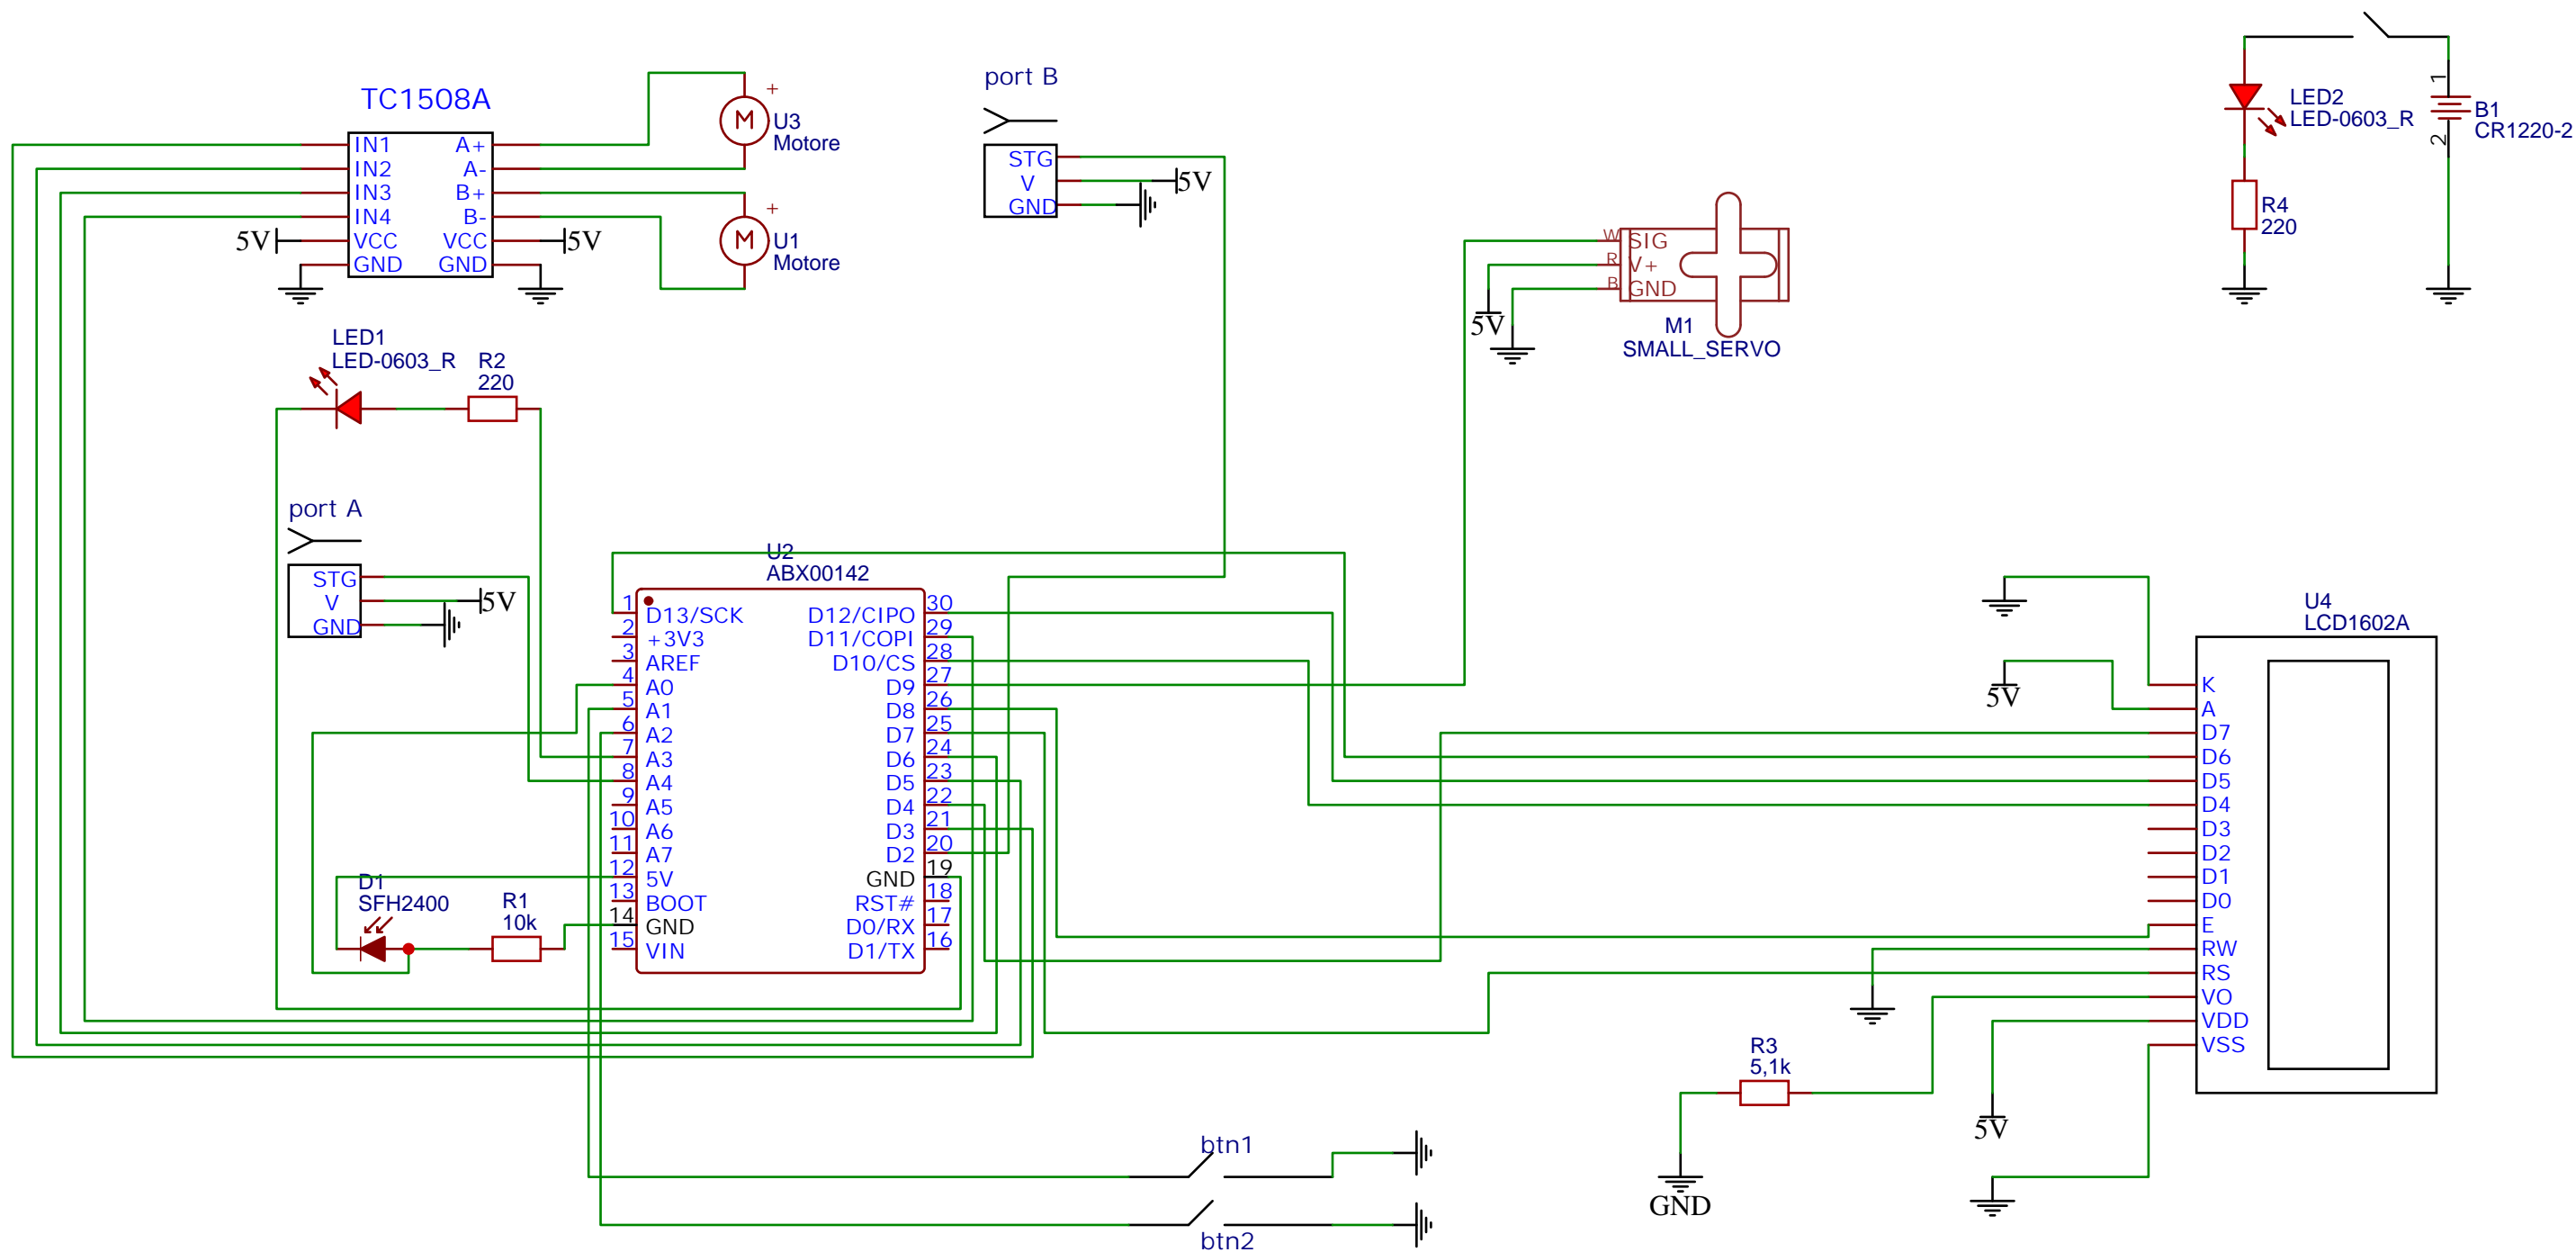 TC1508A
IN1
IN2
IN3
IN4
VCC
GND
A+
A-
B+
B-
VCC
GND
5V
5V
+
M
U3
Motore
+
M
U1
Motore
port B
STG
V
GND
5V
W
R
B
SIG
V+
GND
5V
M1
SMALL_SERVO
LED2
LED-0603_R
R4
220
1
2
B1
CR1220-2
LED1
LED-0603_R
R2
220
port A
STG
V
GND
5V
U2
ABX00142
1 D13/SCK
2 +3V3
3 AREF
4 A0
5 A1
6 A2
7 A3
8 A4
9 A5
10 A6
11 A7
12 5V
13 BOOT
14 GND
15 VIN
D12/CIPO 30
D11/COPI 29
D10/CS 28
D9 27
D8 26
D7 25
D6 24
D5 23
D4 22
D3 21
D2 20
GND 19
RST# 18
D0/RX 17
D1/TX 16
D1
SFH2400
R1
10k
5V
U4
LCD1602A
K
A
D7
D6
D5
D4
D3
D2
D1
D0
E
RW
RS
VO
VDD
VSS
R3
5,1k
GND
5V
btn1
btn2